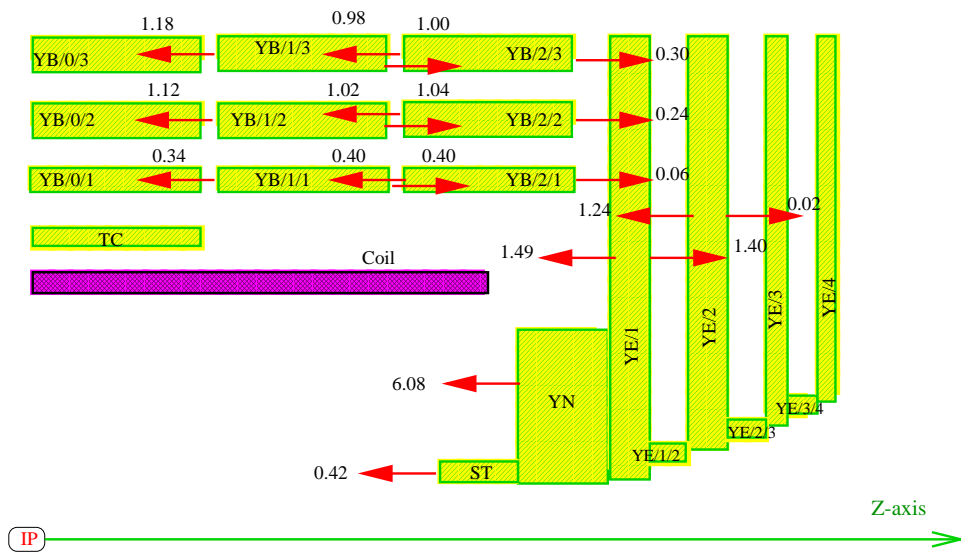 1.18 0.98 1.00
YB/0/3 YB/1/3 YB/2/3 0.30
1.12 1.02 1.04
YB/0/2 YB/1/2 YB/2/2 0.24
0.34 0.40 0.40
YB/0/1 YB/1/1 YB/2/1 0.06
1.24 0.02
TC 1.49 1.40
Coil
YE/1 YE/2 YE/3 YE/4
6.08 YN YE/3/4
YE/2/3
0.42 ST YE/1/2
Z-axis
IP